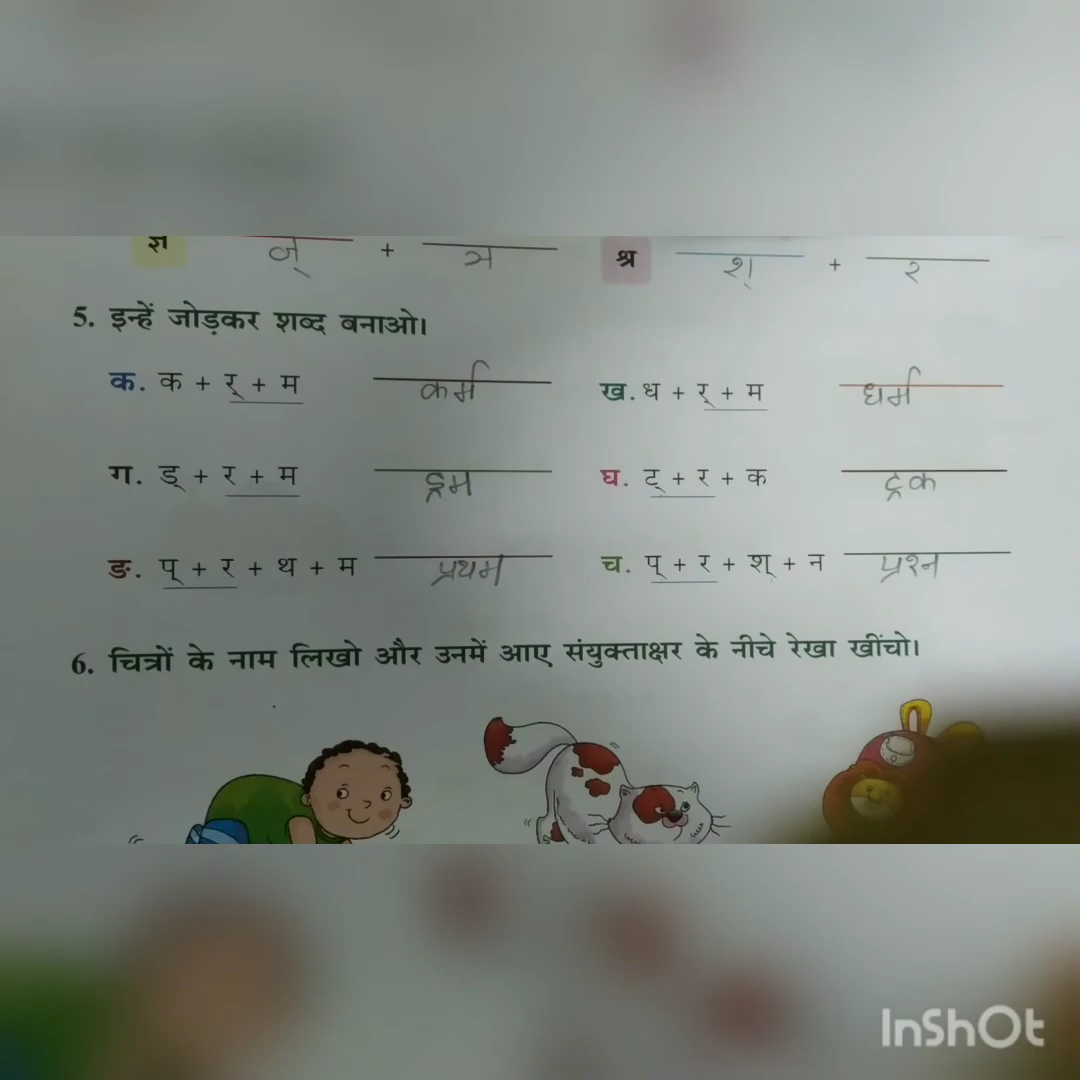 ज्ञ ज् + ञ श्र श् + र
5. इन्हें जोड़कर शब्द बनाओ।
क. क + र् + म कर्म ख. ध + र् + म धर्म
ग. ड् + र + म ड्रम घ. ट् + र + क ट्रक
ङ. प् + र + थ + म प्रथम च. प् + र + श् + न प्रश्न
6. चित्रों के नाम लिखो और उनमें आए संयुक्ताक्षर के नीचे रेखा खींचो।
InShOt